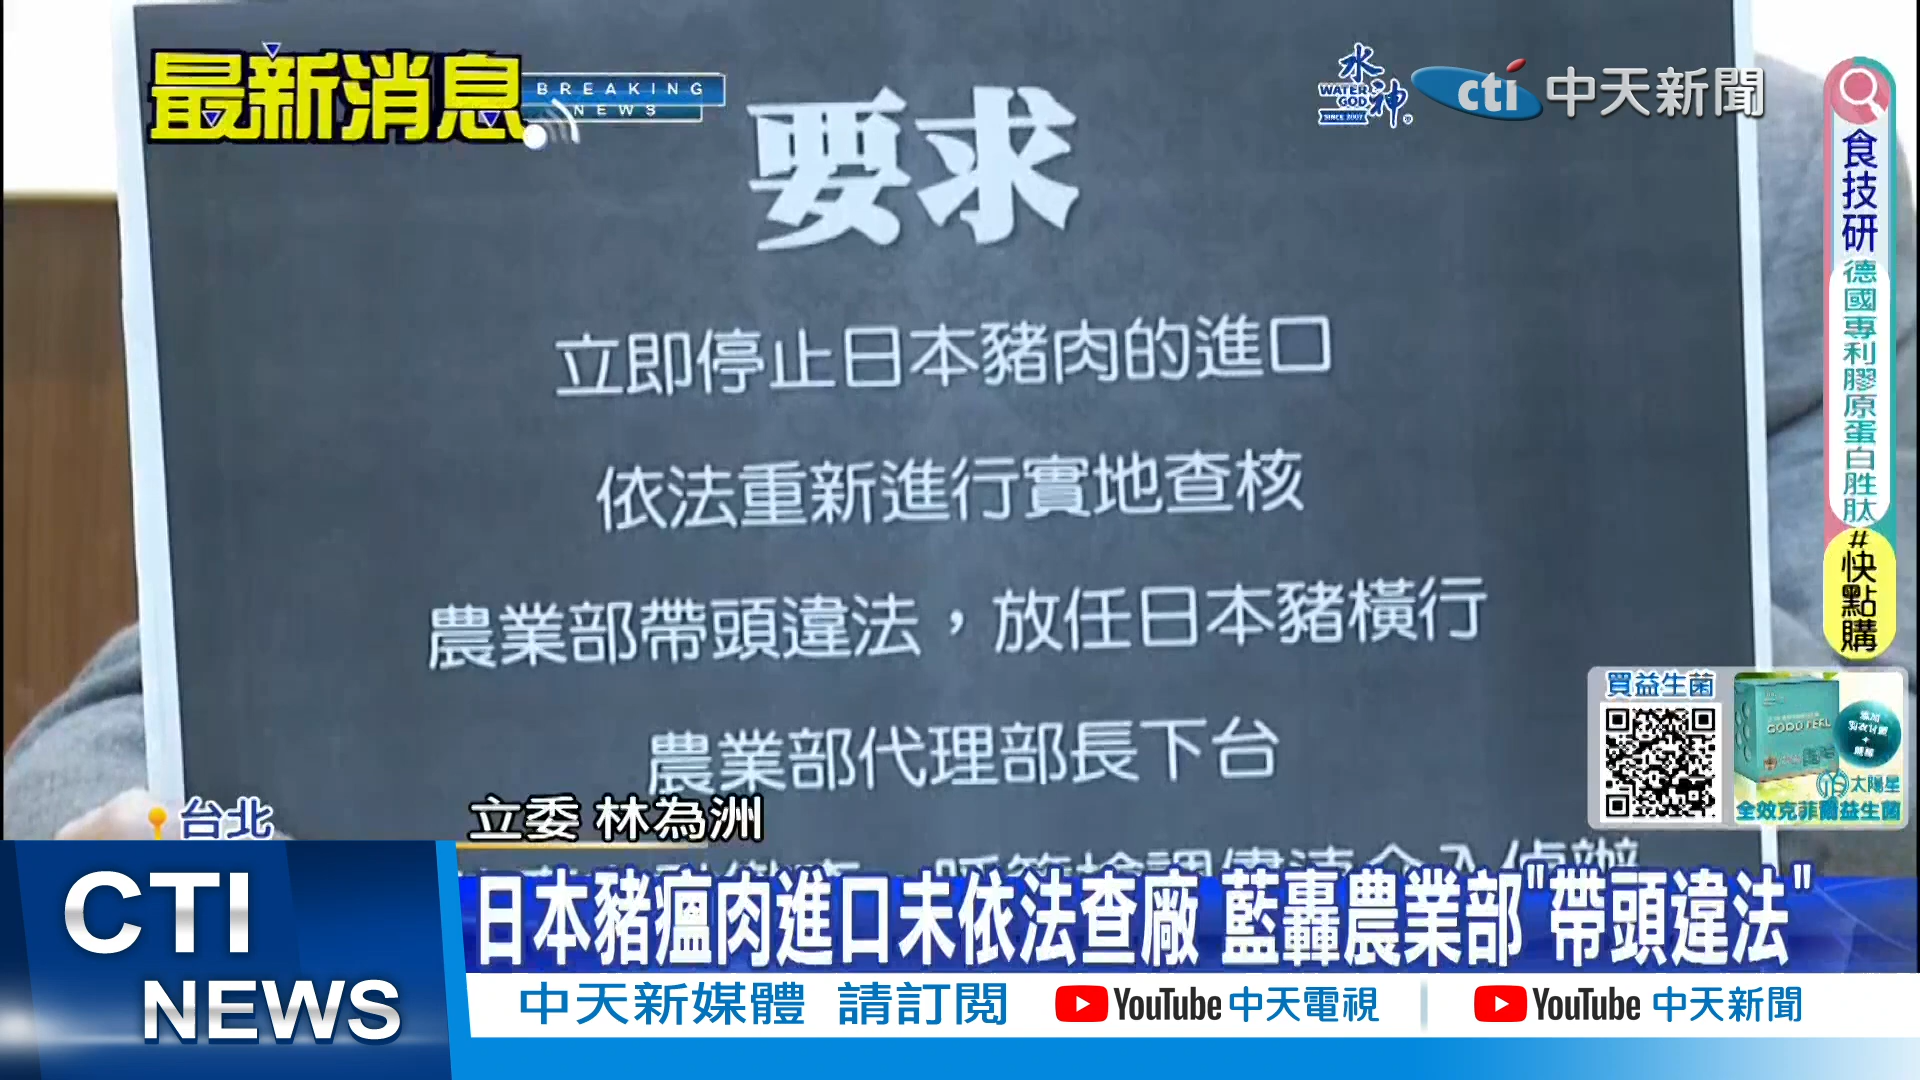 最新消息
BREAKING
NEWS
水神
WATER GOD
SINCE 2007
cti 中天新聞
要求
立即停止日本豬肉的進口
依法重新進行實地查核
農業部帶頭違法，放任日本豬橫行
農業部代理部長下台
食技研
德國專利膠原蛋白胜肽
#快點購
買益生菌
GOOD FEEL
太陽星
全效克菲爾益生菌
台北
立委 林為洲
CTI
NEWS
日本豬瘟肉進口未依法查廠 藍轟農業部"帶頭違法"
中天新媒體 請訂閱 YouTube 中天電視 | YouTube 中天新聞